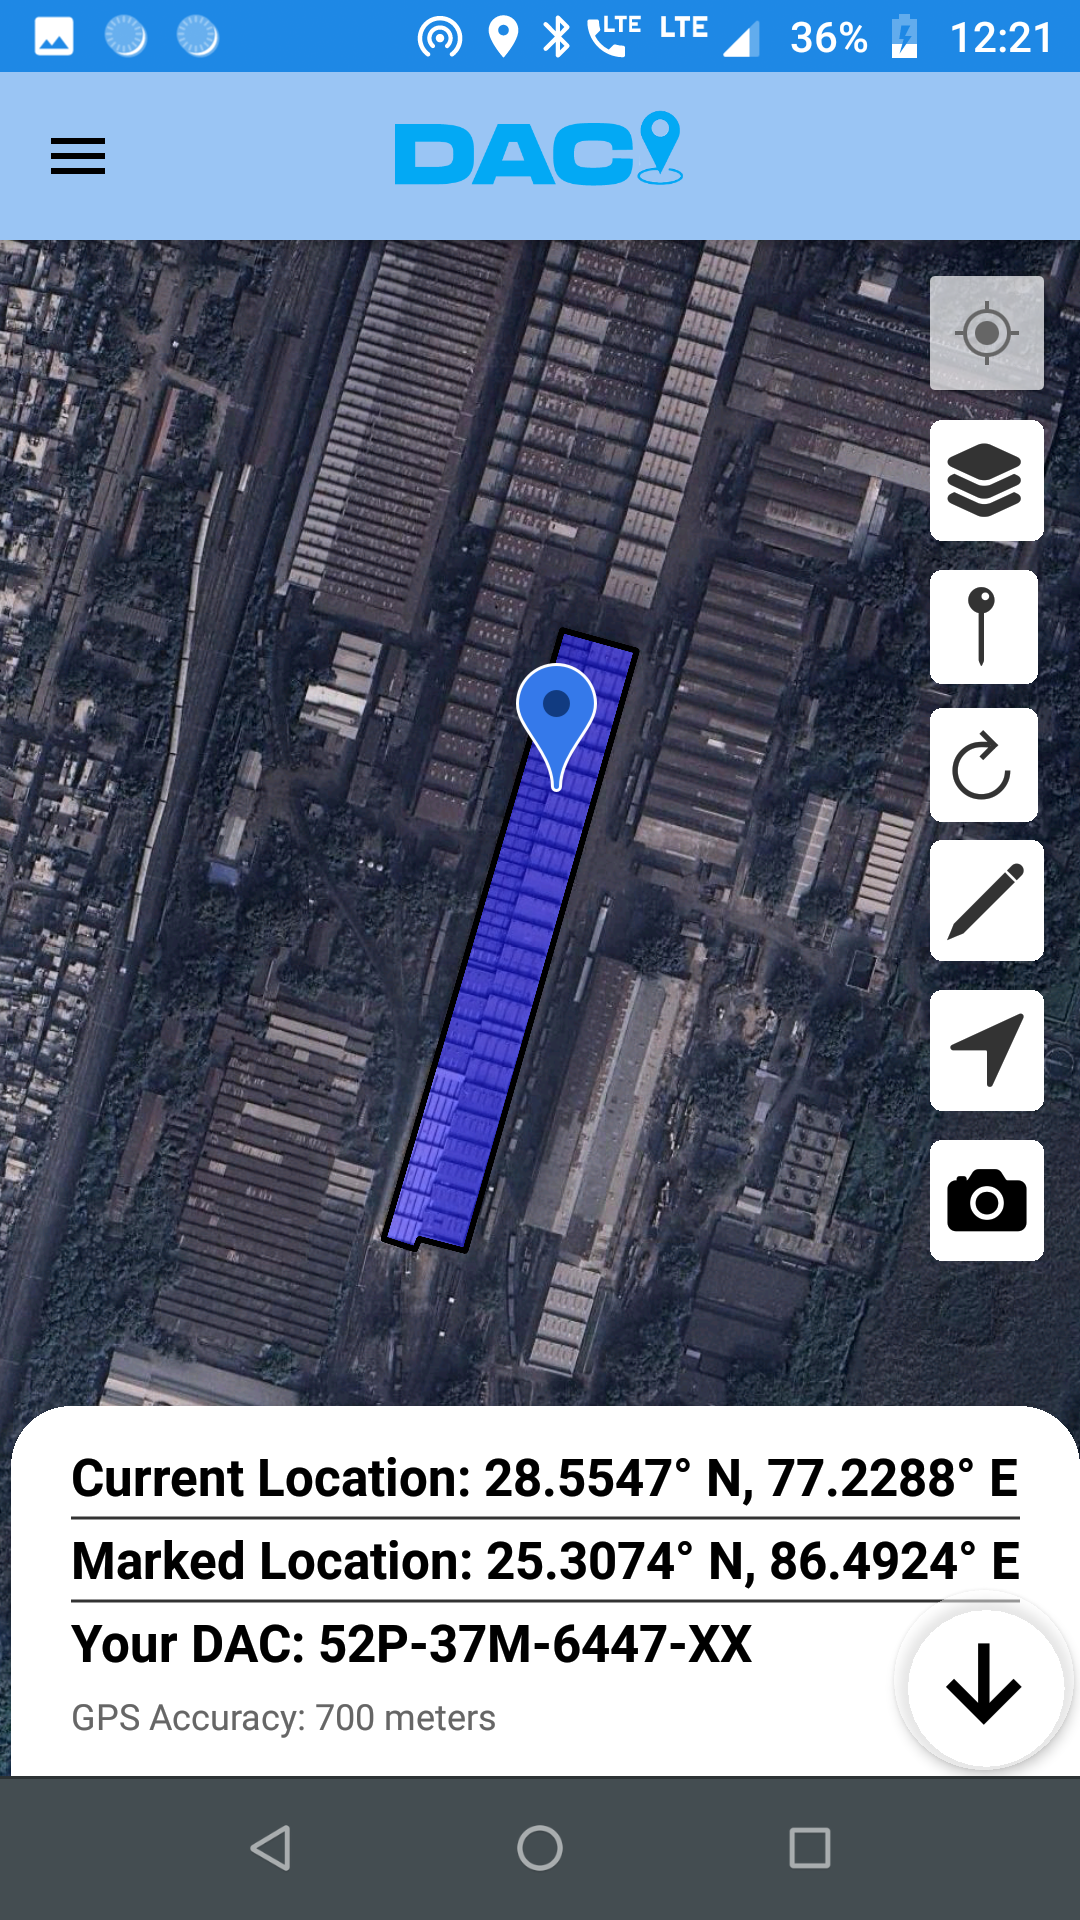 LTE LTE 36% 12:21
DAC
Current Location: 28.5547° N, 77.2288° E
Marked Location: 25.3074° N, 86.4924° E
Your DAC: 52P-37M-6447-XX
GPS Accuracy: 700 meters